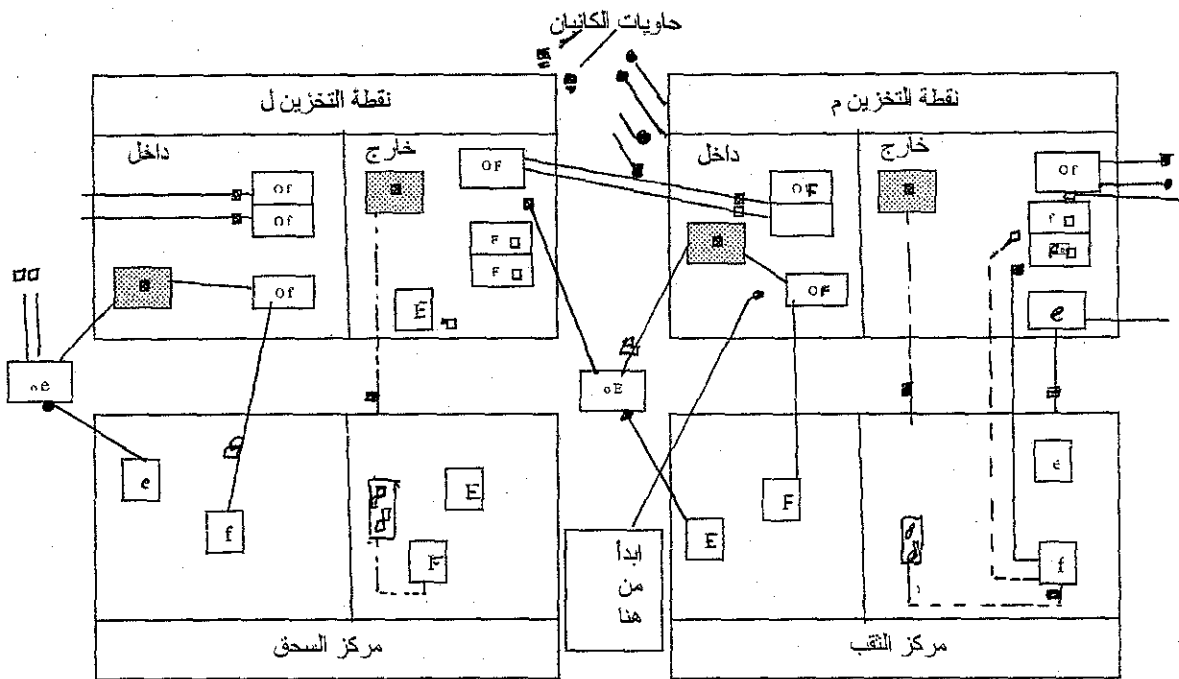 حاويات الكانبان
نقطة التخزين م
نقطة التخزين ل
داخل
خارج
داخل
خارج
Of
Of
OF
OF
Of
f
F
F
Of
OF
E
e
oe
oE
e
f
E
F
E
F
e
f
ابدأ
من
هنا
مركز السحق
مركز الثقب